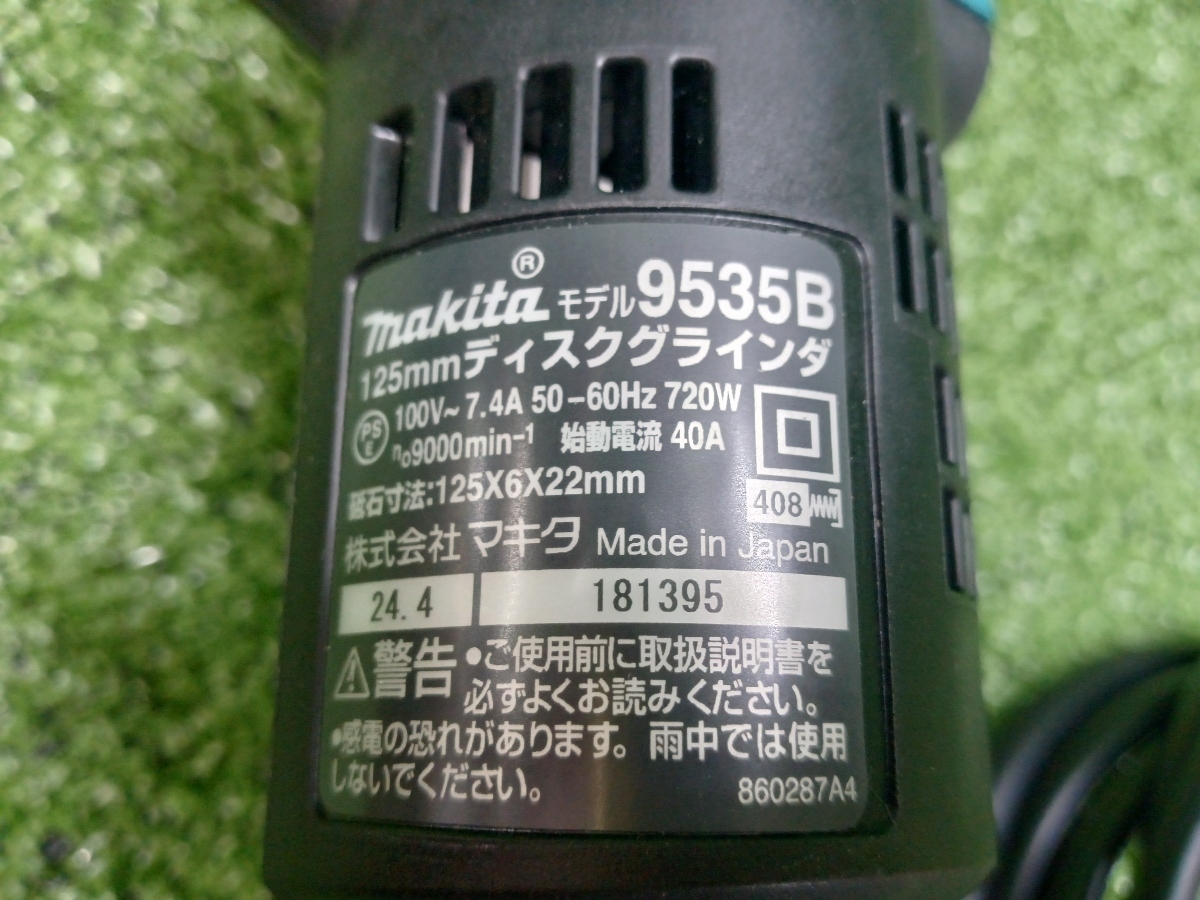 makita® モデル9535B
125mmディスクグラインダ
PSE 100V~ 7.4A 50-60Hz 720W
n₀9000min⁻¹ 始動電流 40A
砥石寸法:125X6X22mm
408
株式会社マキタ Made in Japan
24.4 181395
警告 •ご使用前に取扱説明書を
必ずよくお読みください。
•感電の恐れがあります。雨中では使用
しないでください。
860287A4